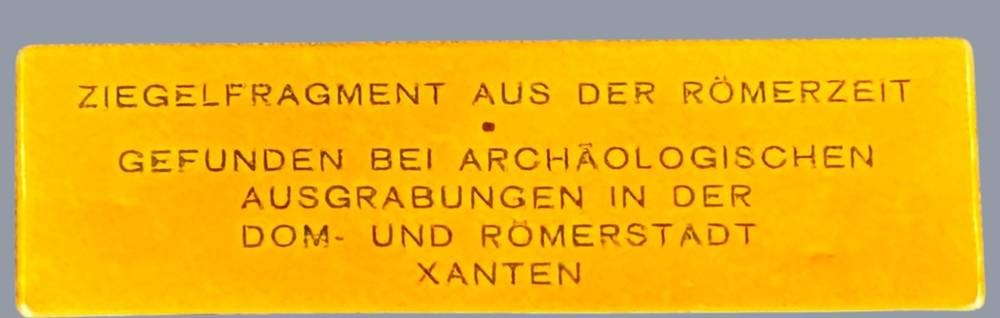 ZIEGELFRAGMENT AUS DER RÖMERZEIT
•
GEFUNDEN BEI ARCHÄOLOGISCHEN
AUSGRABUNGEN IN DER
DOM- UND RÖMERSTADT
XANTEN